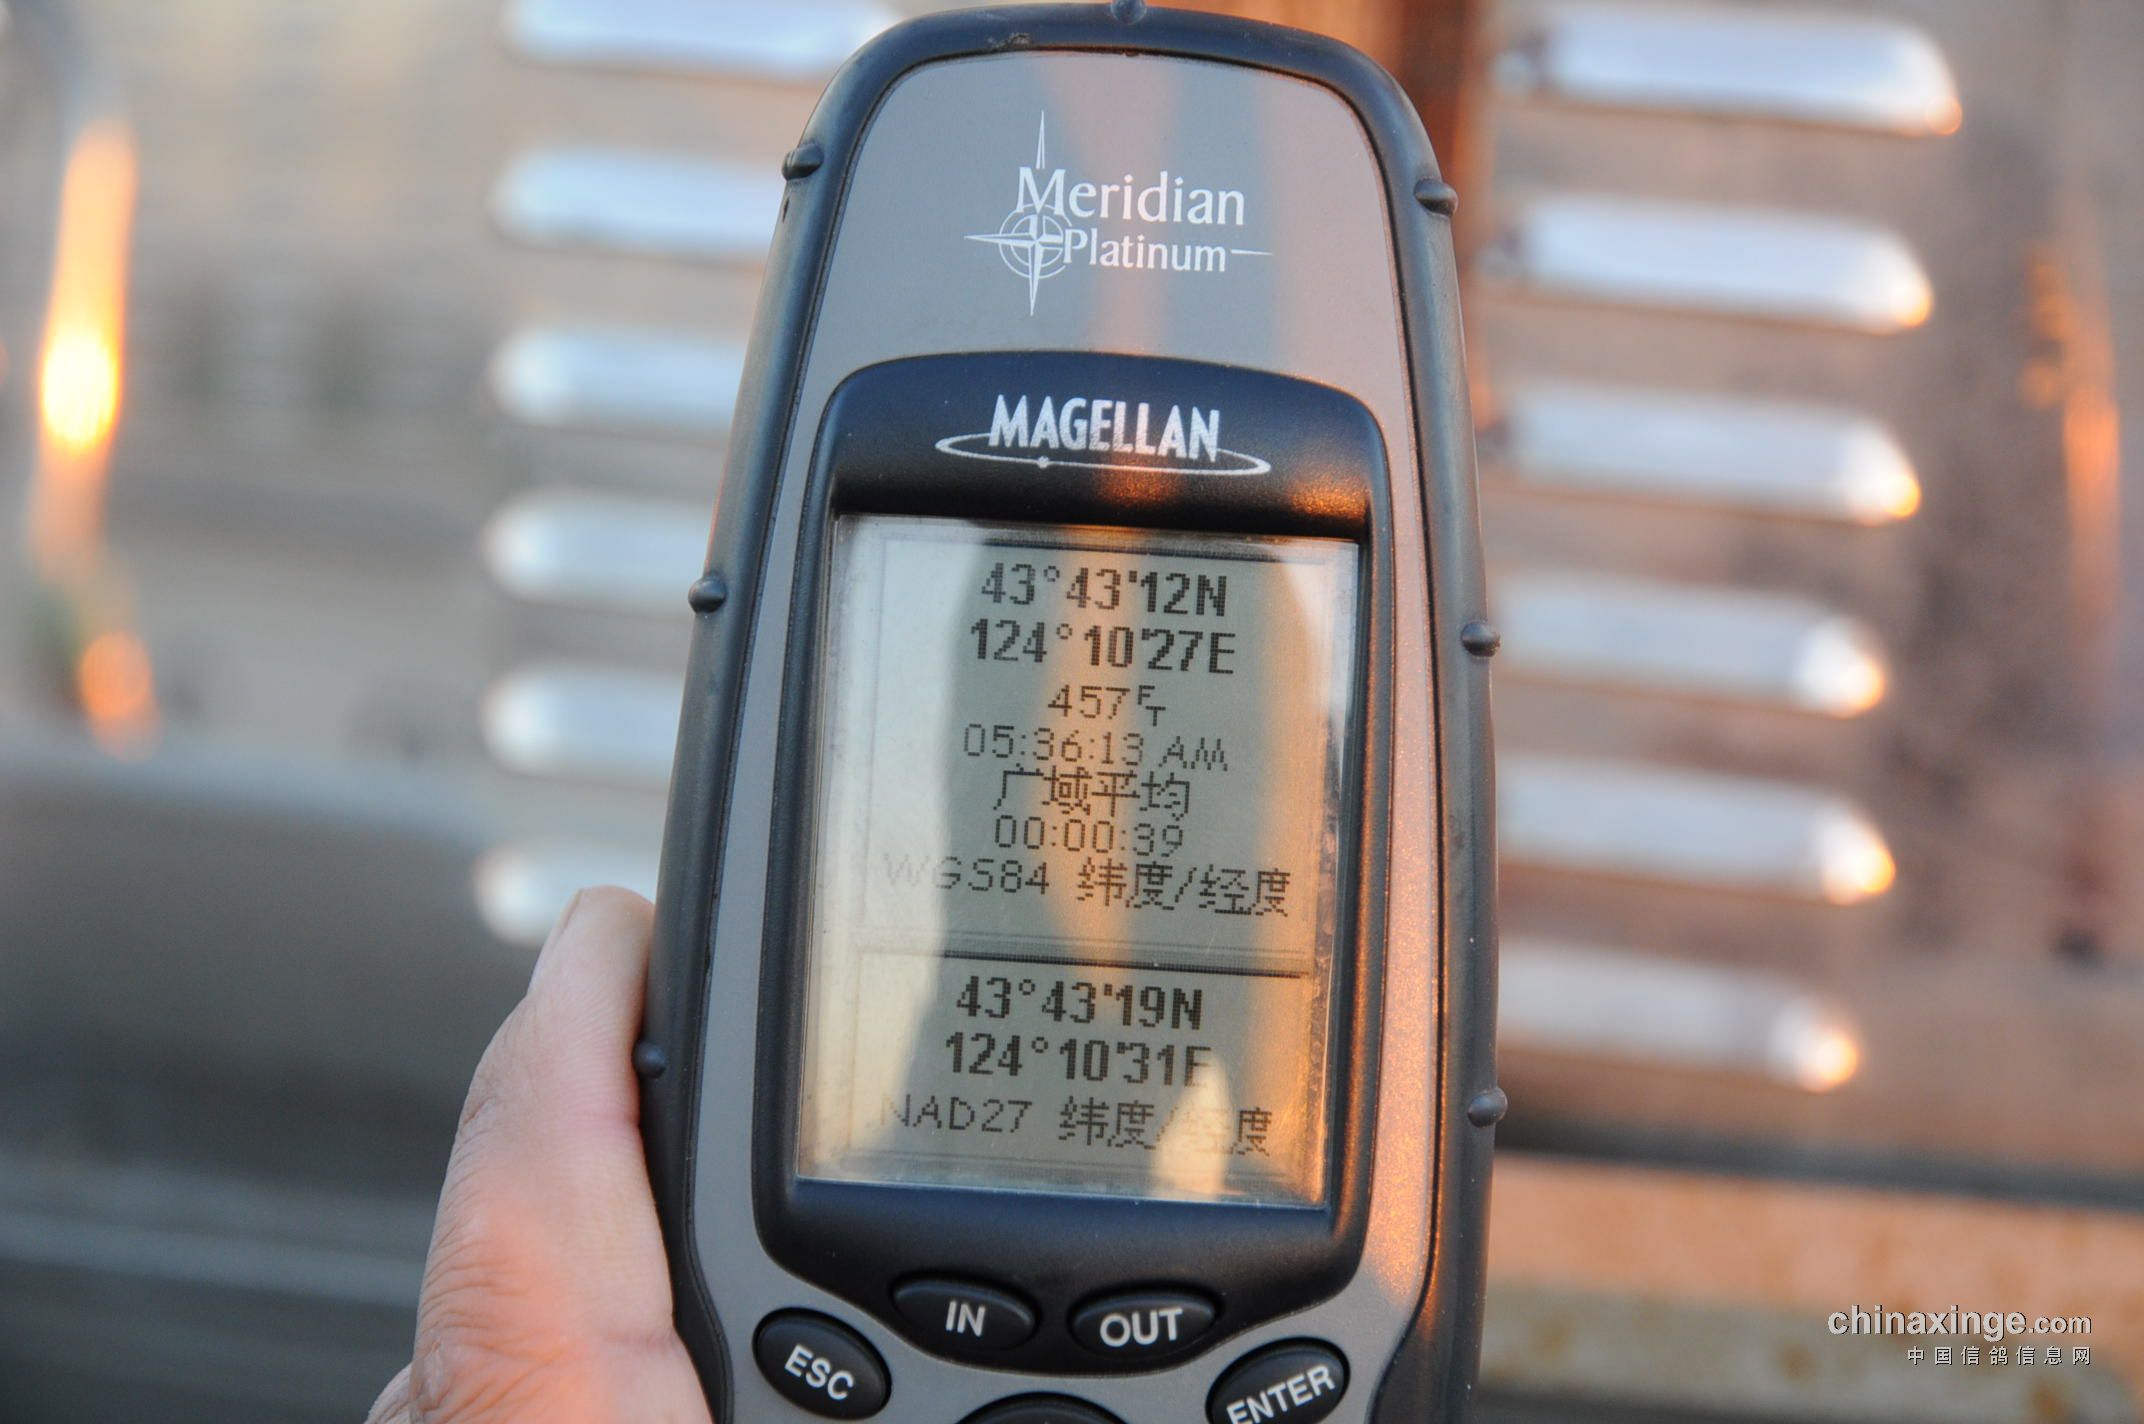 Meridian
Platinum
MAGELLAN
43°43'12N
124°10'27E
457FT
05:36:13 AM
广域平均
00:00:39
WGS84 纬度/经度
43°43'19N
124°10'31E
NAD27 纬度/经度
IN
OUT
ESC
ENTER
chinaxinge.com
中国信鸽信息网